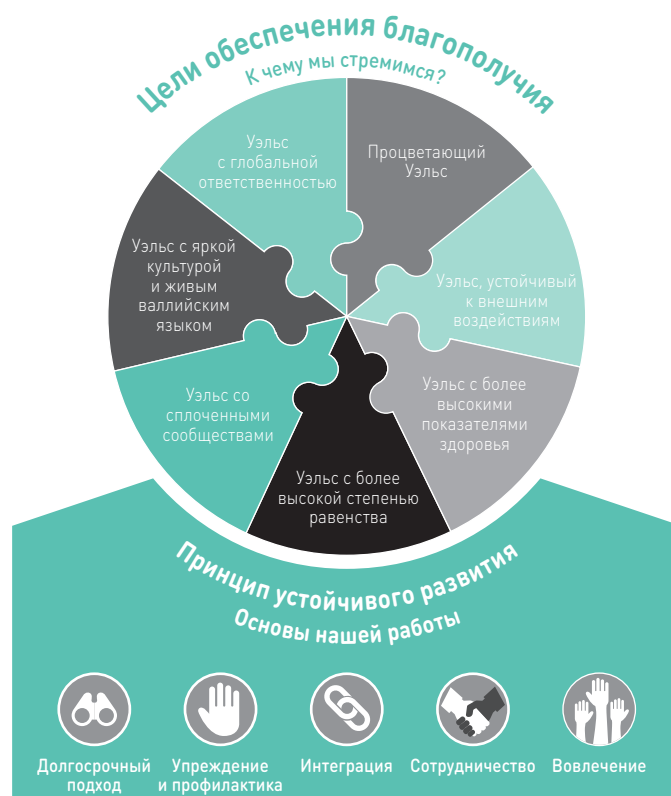 Цели обеспечения благополучия
К чему мы стремимся?
Уэльс
с глобальной
ответственностью
Процветающий
Уэльс
Уэльс с яркой
культурой
и живым
валлийским
языком
Уэльс, устойчивый
к внешним
воздействиям
Уэльс со
сплоченными
сообществами
Уэльс с более
высокими
показателями
здоровья
Уэльс с более
высокой степенью
равенства
Принцип устойчивого развития
Основы нашей работы
Долгосрочный
подход
Упреждение
и профилактика
Интеграция
Сотрудничество
Вовлечение